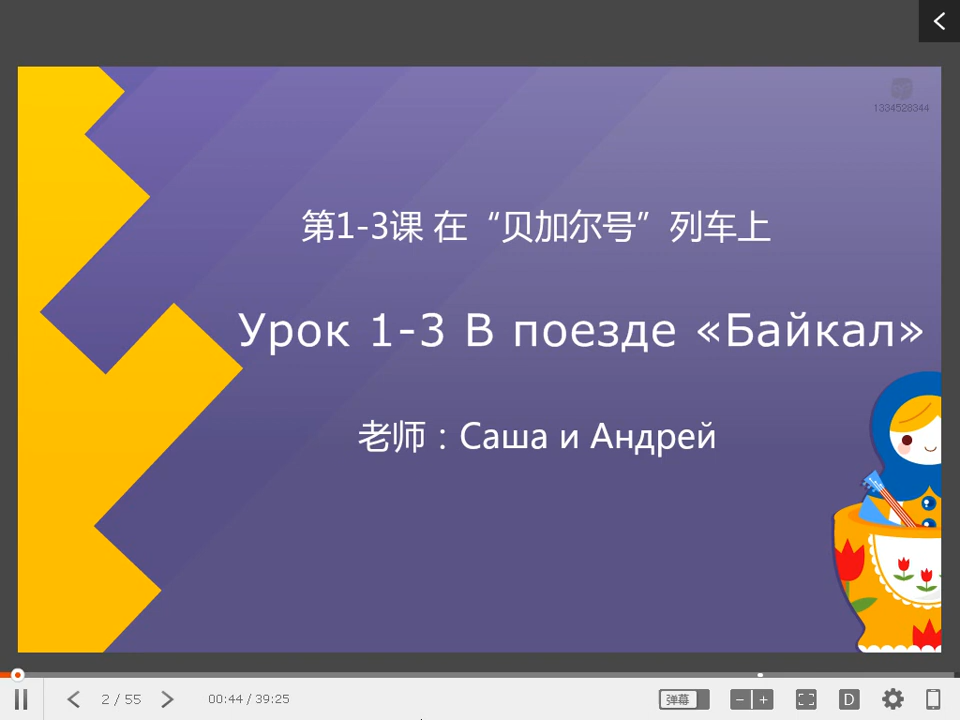 1334528344
第1-3课 在“贝加尔号”列车上
Урок 1-3 В поезде «Байкал»
老师：Саша и Андрей
2 / 55
00:44 / 39:25
弹幕
D